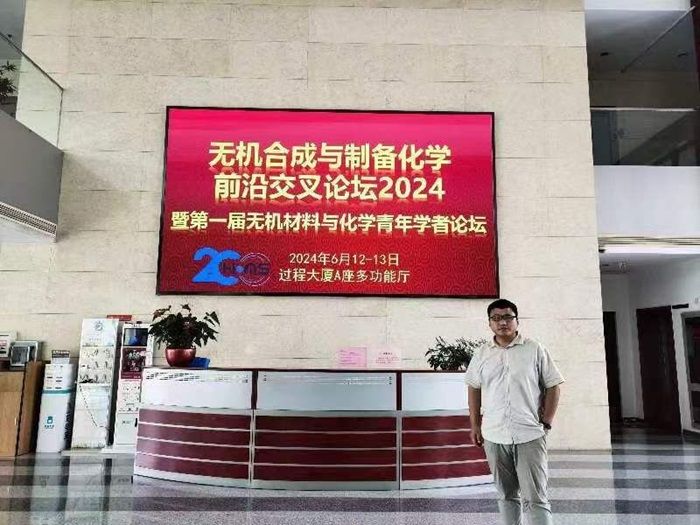 无机合成与制备化学
前沿交叉论坛2024
暨第一届无机材料与化学青年学者论坛
2024年6月12-13日
过程大厦A座多功能厅